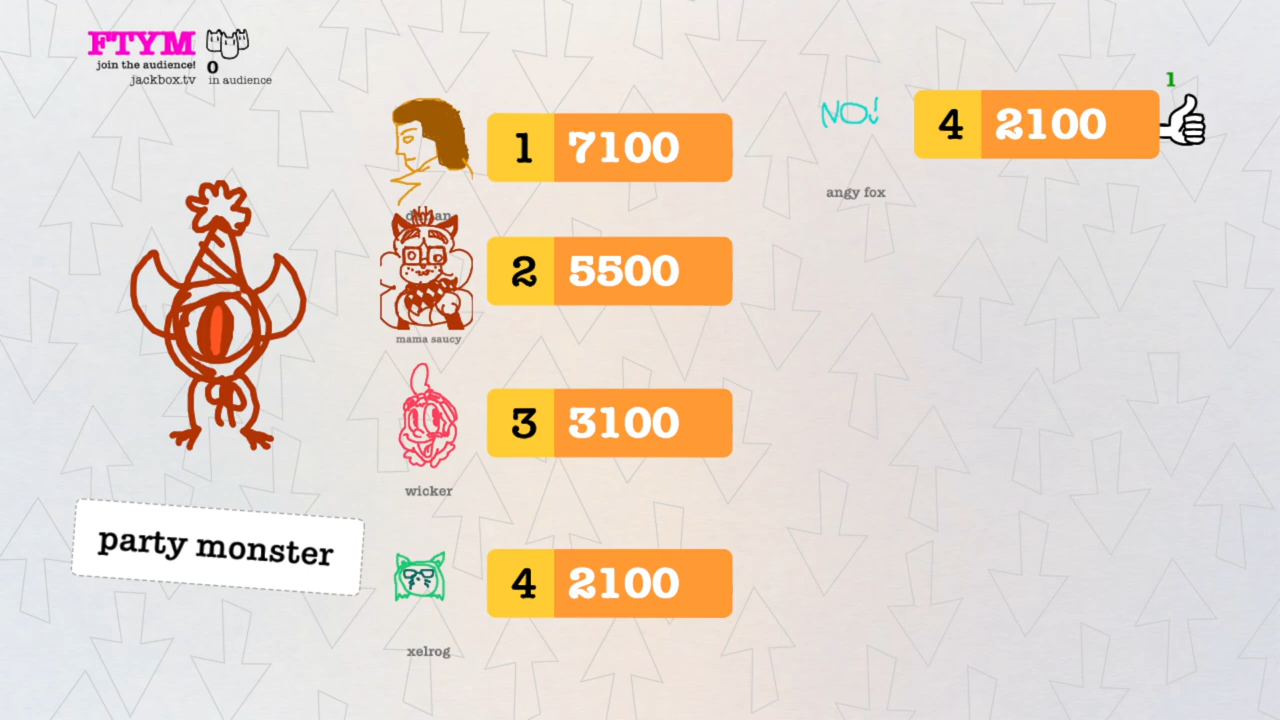 FTYM
join the audience!
jackbox.tv
0
in audience
party monster
1 7100
2 5500
mama saucy
3 3100
wicker
4 2100
xelrog
NO!
4 2100
1
angy fox